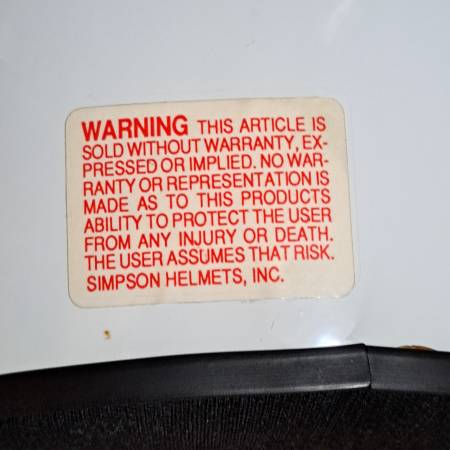 WARNING THIS ARTICLE IS
SOLD WITHOUT WARRANTY, EX-
PRESSED OR IMPLIED. NO WAR-
RANTY OR REPRESENTATION IS
MADE AS TO THIS PRODUCTS
ABILITY TO PROTECT THE USER
FROM ANY INJURY OR DEATH.
THE USER ASSUMES THAT RISK.
SIMPSON HELMETS, INC.